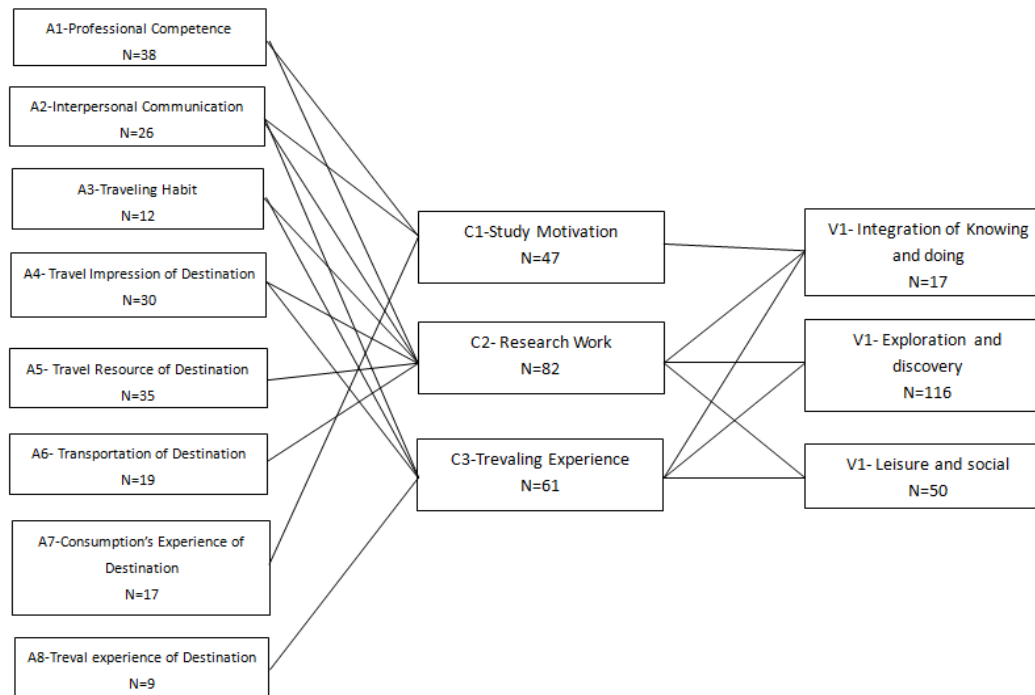 A1-Professional Competence
N=38
A2-Interpersonal Communication
N=26
A3-Traveling Habit
N=12
A4- Travel Impression of Destination
N=30
A5- Travel Resource of Destination
N=35
A6- Transportation of Destination
N=19
A7-Consumption's Experience of
Destination
N=17
A8-Treval experience of Destination
N=9
C1-Study Motivation
N=47
C2- Research Work
N=82
C3-Trevaling Experience
N=61
V1- Integration of Knowing
and doing
N=17
V1- Exploration and
discovery
N=116
V1- Leisure and social
N=50